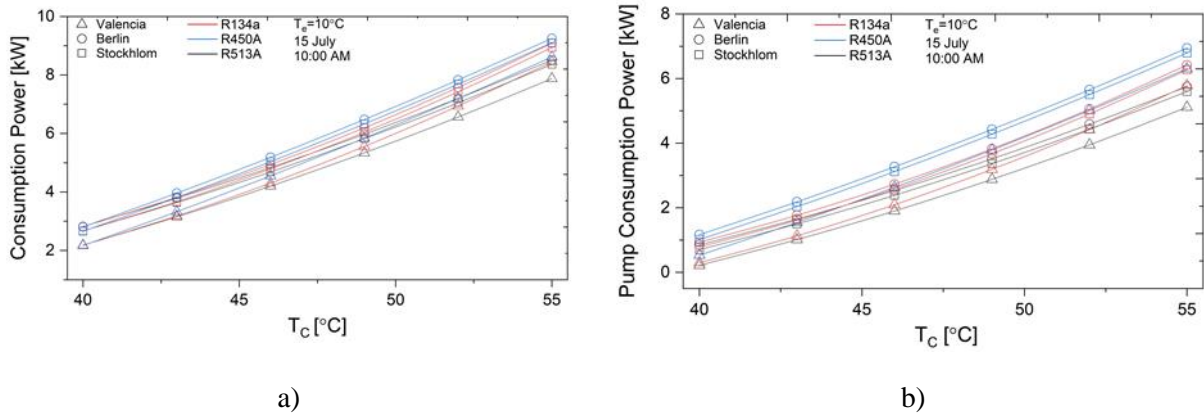 Consumption Power [kW]
10
8
6
4
2
Valencia
Berlin
Stockhlom
R134a
R450A
R513A
Tₑ=10°C
15 July
10:00 AM
40
45
50
55
T_C [°C]
a)
Pump Consumption Power [kW]
8
6
4
2
0
Valencia
Berlin
Stockhlom
R134a
R450A
R513A
Tₑ=10°C
15 July
10:00 AM
40
45
50
55
T_C [°C]
b)